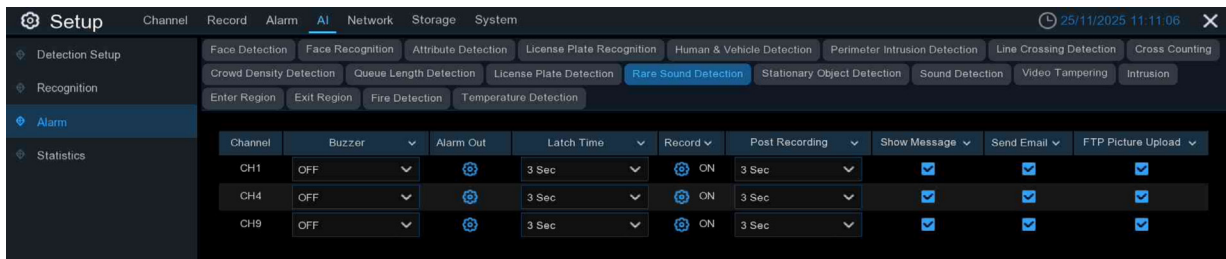 Setup Channel Record Alarm AI Network Storage System 25/11/2025 11:11:06
Detection Setup
Recognition
Alarm
Statistics
Face Detection Face Recognition Attribute Detection License Plate Recognition Human & Vehicle Detection Perimeter Intrusion Detection Line Crossing Detection Cross Counting
Crowd Density Detection Queue Length Detection License Plate Detection Rare Sound Detection Stationary Object Detection Sound Detection Video Tampering Intrusion
Enter Region Exit Region Fire Detection Temperature Detection
Channel Buzzer Alarm Out Latch Time Record Post Recording Show Message Send Email FTP Picture Upload
CH1 OFF 3 Sec ON 3 Sec
CH4 OFF 3 Sec ON 3 Sec
CH9 OFF 3 Sec ON 3 Sec